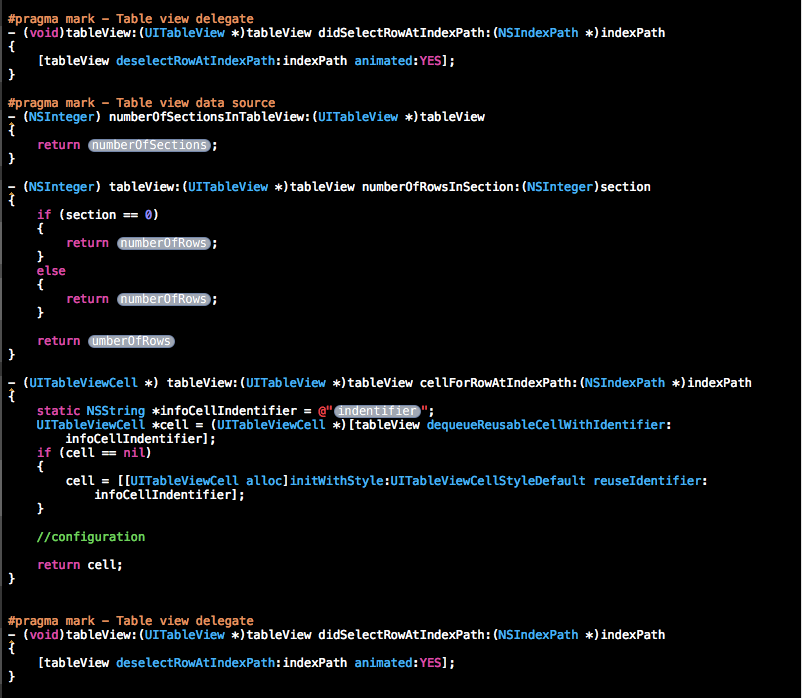 #pragma mark - Table view delegate
- (void)tableView:(UITableView *)tableView didSelectRowAtIndexPath:(NSIndexPath *)indexPath
{
    [tableView deselectRowAtIndexPath:indexPath animated:YES];
}

#pragma mark - Table view data source
- (NSInteger) numberOfSectionsInTableView:(UITableView *)tableView
{
    return numberOfSections;
}

- (NSInteger) tableView:(UITableView *)tableView numberOfRowsInSection:(NSInteger)section
{
    if (section == 0)
    {
        return numberOfRows;
    }
    else
    {
        return numberOfRows;
    }

    return umberOfRows
}

- (UITableViewCell *) tableView:(UITableView *)tableView cellForRowAtIndexPath:(NSIndexPath *)indexPath
{
    static NSString *infoCellIndentifier = @"indentifier";
    UITableViewCell *cell = (UITableViewCell *)[tableView dequeueReusableCellWithIdentifier:
        infoCellIndentifier];
    if (cell == nil)
    {
        cell = [[UITableViewCell alloc]initWithStyle:UITableViewCellStyleDefault reuseIdentifier:
            infoCellIndentifier];
    }

    //configuration

    return cell;
}

#pragma mark - Table view delegate
- (void)tableView:(UITableView *)tableView didSelectRowAtIndexPath:(NSIndexPath *)indexPath
{
    [tableView deselectRowAtIndexPath:indexPath animated:YES];
}